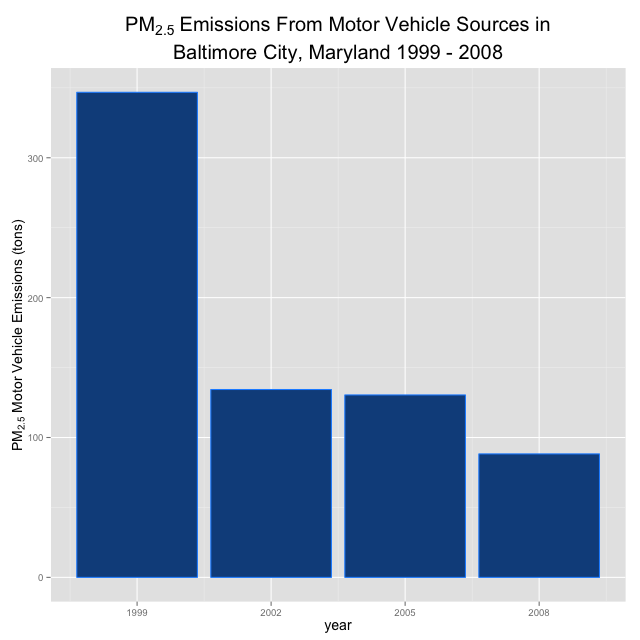 PM2.5 Emissions From Motor Vehicle Sources in
Baltimore City, Maryland 1999 - 2008
PM2.5 Motor Vehicle Emissions (tons)
300
200
100
0
1999 2002 2005 2008
year